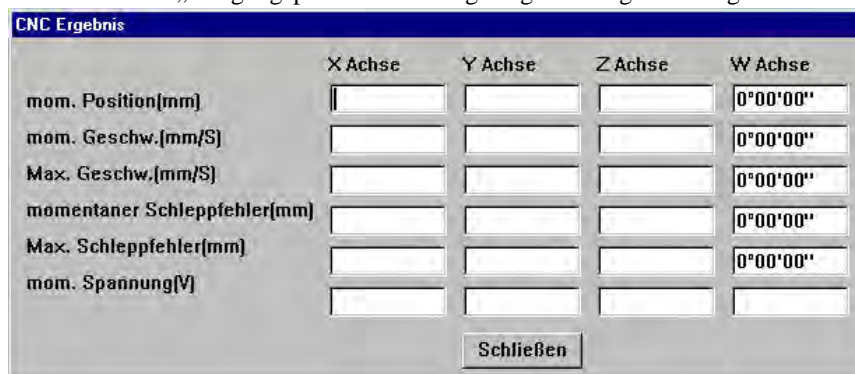 CNC Ergebnis
X Achse Y Achse Z Achse W Achse
mom. Position(mm) 0°00'00''
mom. Geschw.(mm/S) 0°00'00''
Max. Geschw.(mm/S) 0°00'00''
momentaner Schleppfehler(mm) 0°00'00''
Max. Schleppfehler(mm) 0°00'00''
mom. Spannung(V)
Schließen